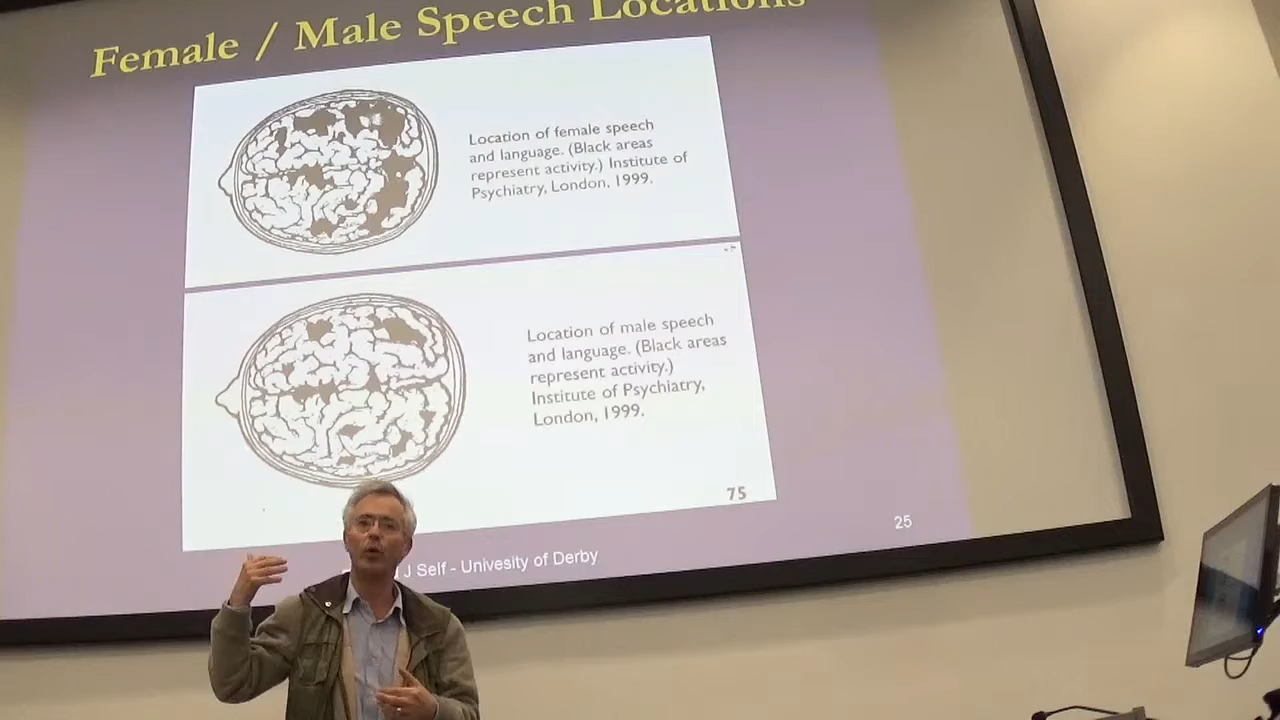 Female / Male Speech Locations
Location of female speech
and language. (Black areas
represent activity.) Institute of
Psychiatry, London, 1999.
Location of male speech
and language. (Black areas
represent activity.)
Institute of Psychiatry,
London, 1999.
75
25
J Self - Univesity of Derby